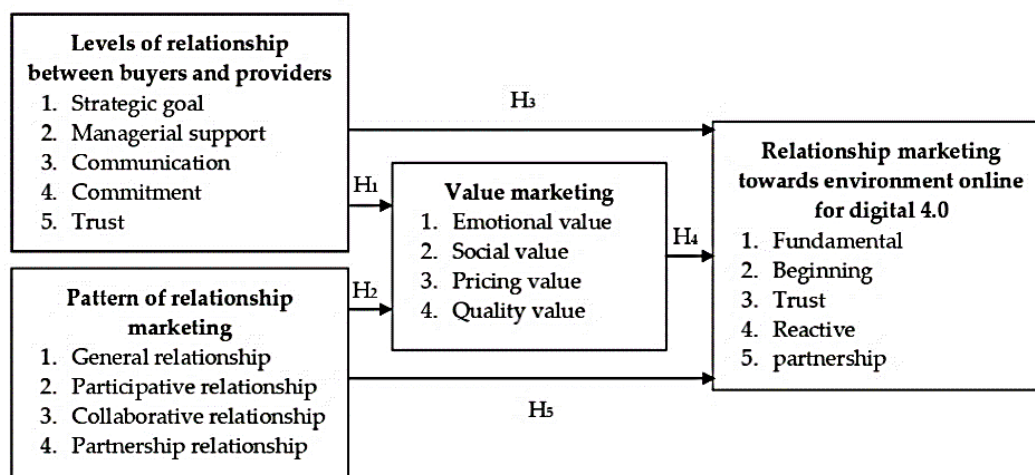 Levels of relationship
between buyers and providers
1. Strategic goal
2. Managerial support
3. Communication
4. Commitment
5. Trust
Pattern of relationship
marketing
1. General relationship
2. Participative relationship
3. Collaborative relationship
4. Partnership relationship
H₁
H₂
H₃
Value marketing
1. Emotional value
2. Social value
3. Pricing value
4. Quality value
H₄
H₅
Relationship marketing
towards environment online
for digital 4.0
1. Fundamental
2. Beginning
3. Trust
4. Reactive
5. partnership